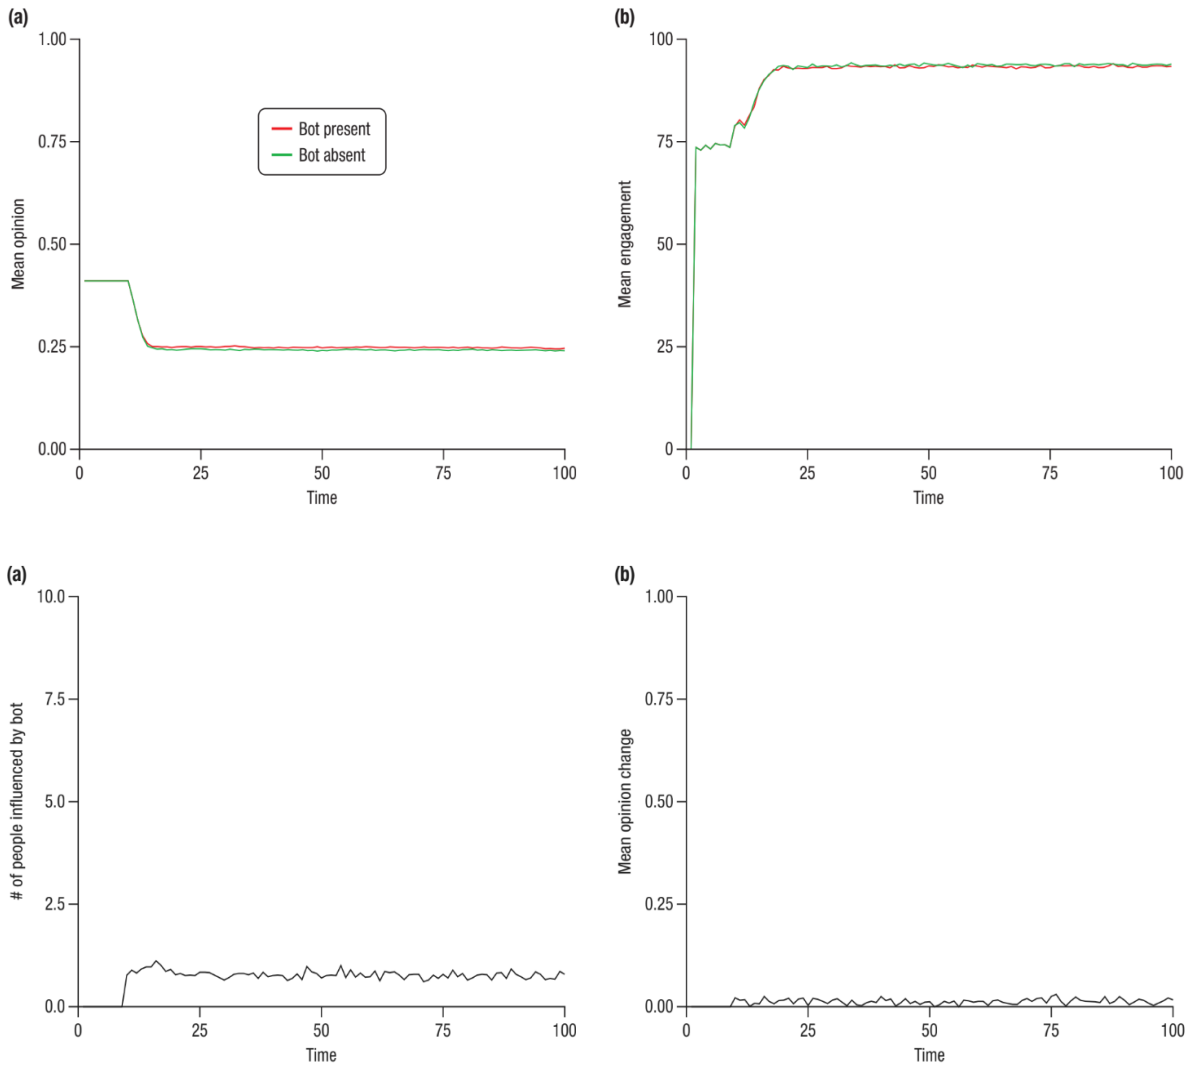 (a)
1.00
0.75
0.50
0.25
0.00
Mean opinion
Bot present
Bot absent
0 25 50 75 100
Time
(b)
100
75
50
25
0
Mean engagement
0 25 50 75 100
Time
(a)
10.0
7.5
5.0
2.5
0.0
# of people influenced by bot
0 25 50 75 100
Time
(b)
1.00
0.75
0.50
0.25
0.00
Mean opinion change
0 25 50 75 100
Time